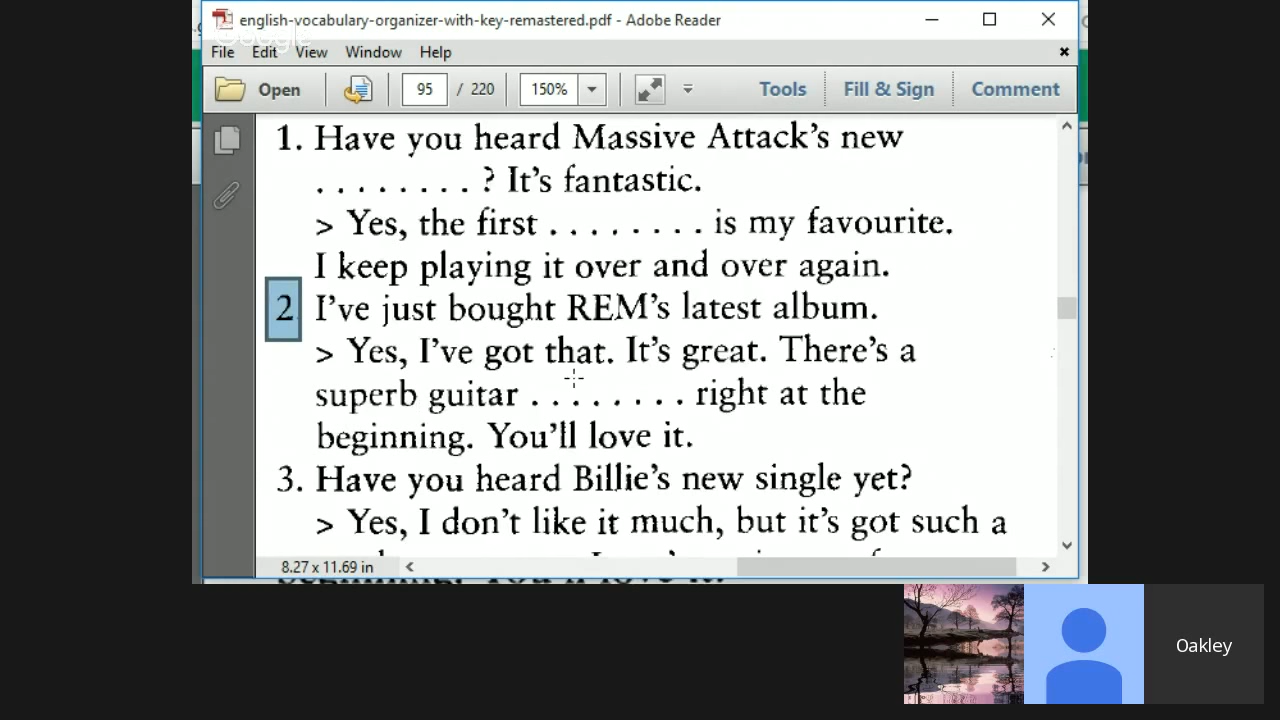 english-vocabulary-organizer-with-key-remastered.pdf - Adobe Reader
Google
File Edit View Window Help
Open 95 / 220 150% Tools Fill & Sign Comment
1. Have you heard Massive Attack's new
. . . . . . . . ? It's fantastic.
> Yes, the first . . . . . . . . is my favourite.
I keep playing it over and over again.
2 I've just bought REM's latest album.
> Yes, I've got that. It's great. There's a
superb guitar . . . . . . . . right at the
beginning. You'll love it.
3. Have you heard Billie's new single yet?
> Yes, I don't like it much, but it's got such a
8.27 x 11.69 in
Oakley